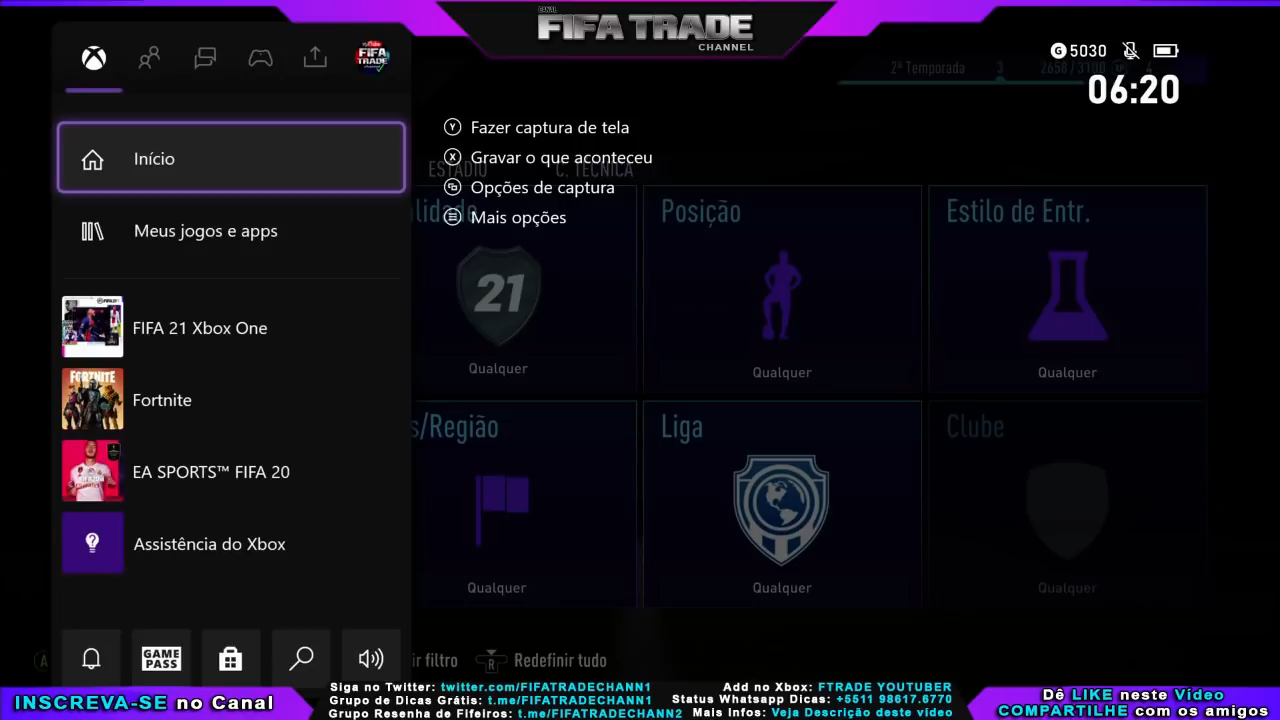 CANAL
FIFA TRADE
CHANNEL
G 5030
06:20
2ª Temporada 3 2658 / 3100 4
Início
Meus jogos e apps
FIFA 21 Xbox One
FORTNITE
Fortnite
EA SPORTS™ FIFA 20
Assistência do Xbox
GAME
PASS
Y Fazer captura de tela
X Gravar o que aconteceu
Opções de captura
Mais opções
ESTÁDIO C. TÉCNICA
21
Qualquer
Posição
Qualquer
Estilo de Entr.
Qualquer
s/Região
Qualquer
Liga
Qualquer
Clube
Qualquer
A
ir filtro R Redefinir tudo
INSCREVA-SE no Canal
Siga no Twitter: twitter.com/FIFATRADECHANN1
Grupo de Dicas Grátis: t.me/FIFATRADECHANN1
Grupo Resenha de Fifeiros: t.me/FIFATRADECHANN2
Add no Xbox: FTRADE YOUTUBER
Status Whatsapp Dicas: +5511 98617.6770
Mais Infos: Veja Descrição deste vídeo
Dê LIKE neste Vídeo
COMPARTILHE com os amigos